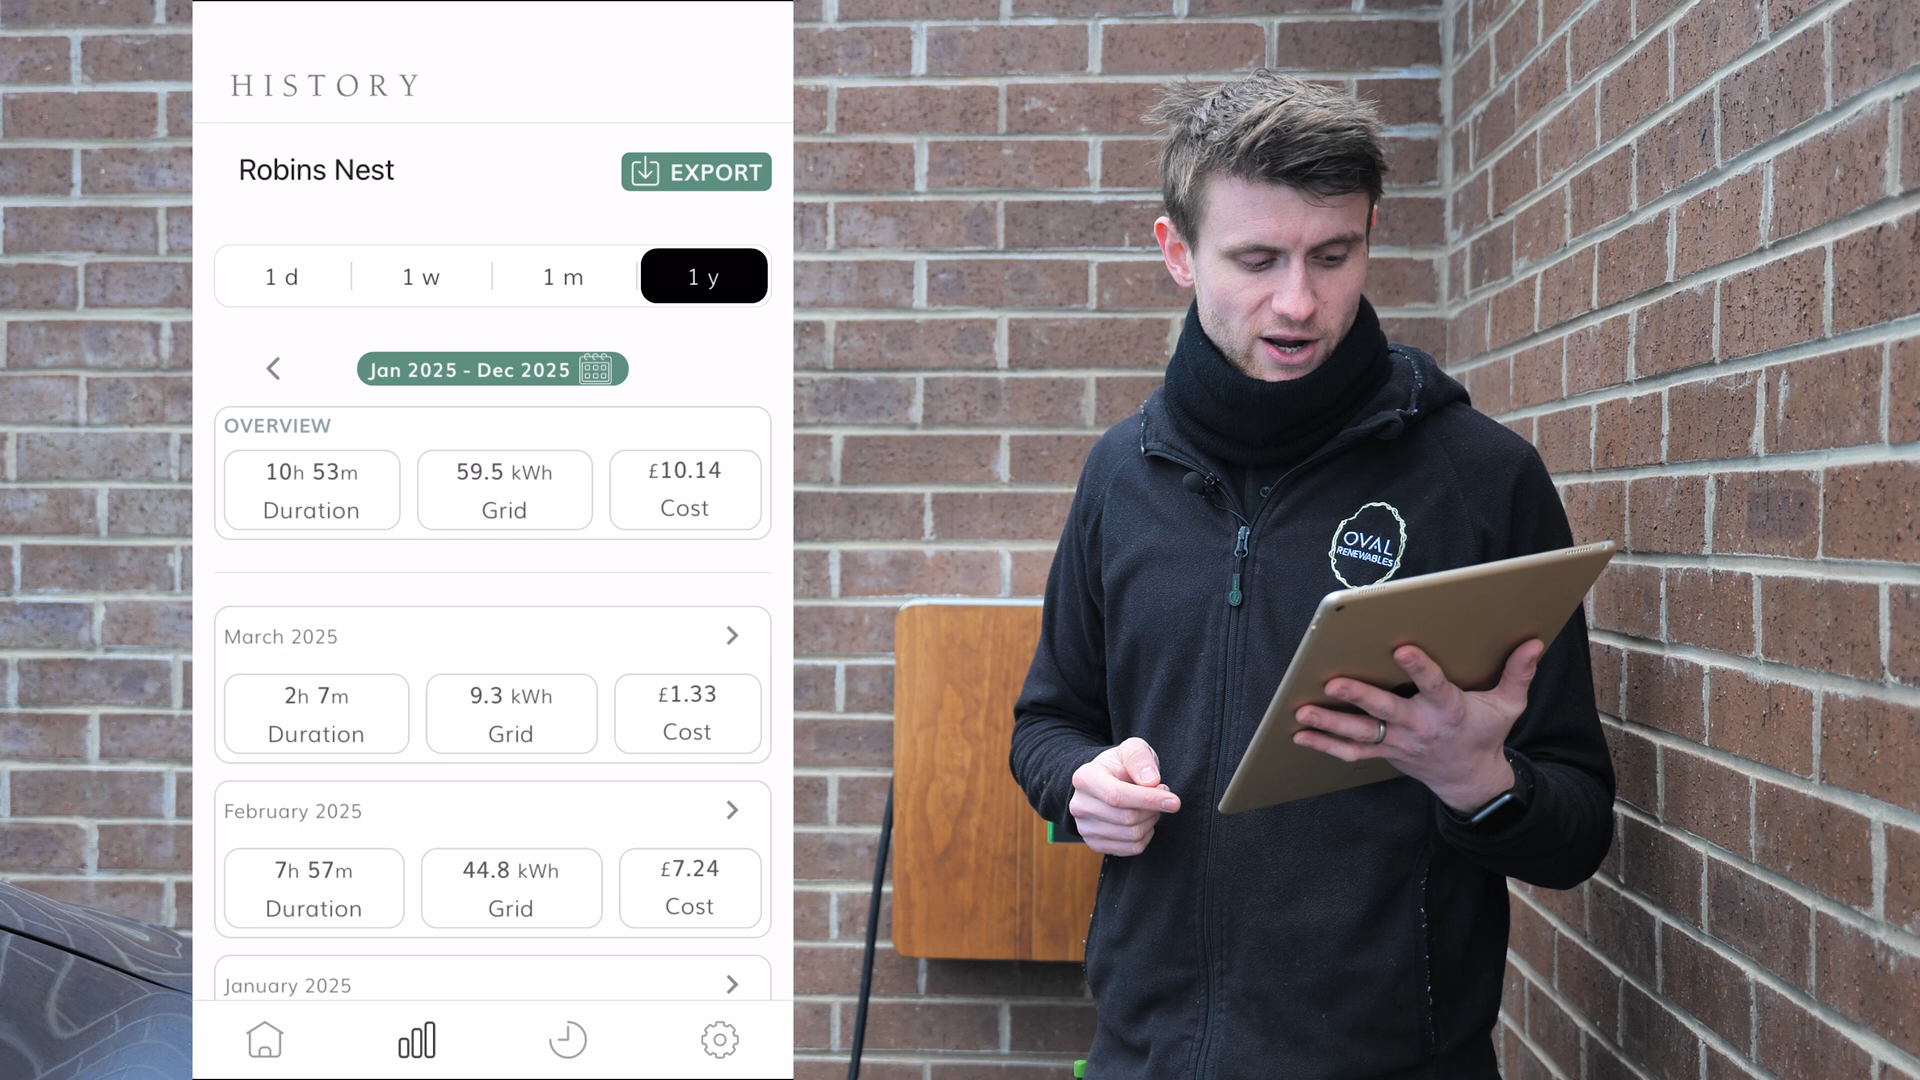 HISTORY
Robins Nest
EXPORT
1 d
1 w
1 m
1 y
Jan 2025 - Dec 2025
OVERVIEW
10h 53m
59.5 kWh
£10.14
Duration
Grid
Cost
March 2025
2h 7m
9.3 kWh
£1.33
Duration
Grid
Cost
February 2025
7h 57m
44.8 kWh
£7.24
Duration
Grid
Cost
January 2025
OVAL
RENEWABLES